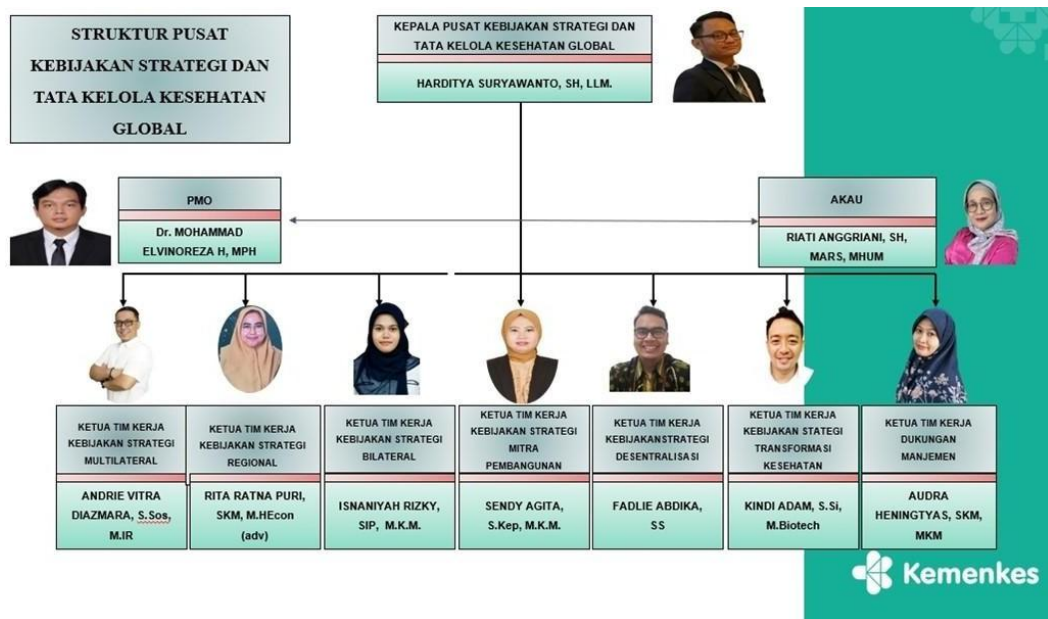 STRUKTUR PUSAT
KEBIJAKAN STRATEGI DAN
TATA KELOLA KESEHATAN
GLOBAL
KEPALA PUSAT KEBIJAKAN STRATEGI DAN
TATA KELOLA KESEHATAN GLOBAL
HARDITYA SURYAWANTO, SH, LLM.
PMO
Dr. MOHAMMAD
ELVINOREZA H, MPH
AKAU
RIATI ANGGRIANI, SH,
MARS, MHUM
KETUA TIM KERJA
KEBIJAKAN STRATEGI
MULTILATERAL
ANDRIE VITRA
DIAZMARA, S.Sos,
M.IR
KETUA TIM KERJA
KEBIJAKAN STRATEGI
REGIONAL
RITA RATNA PURI,
SKM, M.HEcon
(adv)
KETUA TIM KERJA
KEBIJAKAN STRATEGI
BILATERAL
ISNANIYAH RIZKY,
SIP, M.K.M.
KETUA TIM KERJA
KEBIJAKAN STRATEGI
MITRA
PEMBANGUNAN
SENDY AGITA,
S.Kep, M.K.M.
KETUA TIM KERJA
KEBIJAKANSTRATEGI
DESENTRALISASI
FADLIE ABDIKA,
SS
KETUA TIM KERJA
KEBIJAKAN STATEGI
TRANSFORMASI
KESEHATAN
KINDI ADAM, S.Si,
M.Biotech
KETUA TIM KERJA
DUKUNGAN
MANJEMEN
AUDRA
HENINGTYAS, SKM,
MKM
Kemenkes